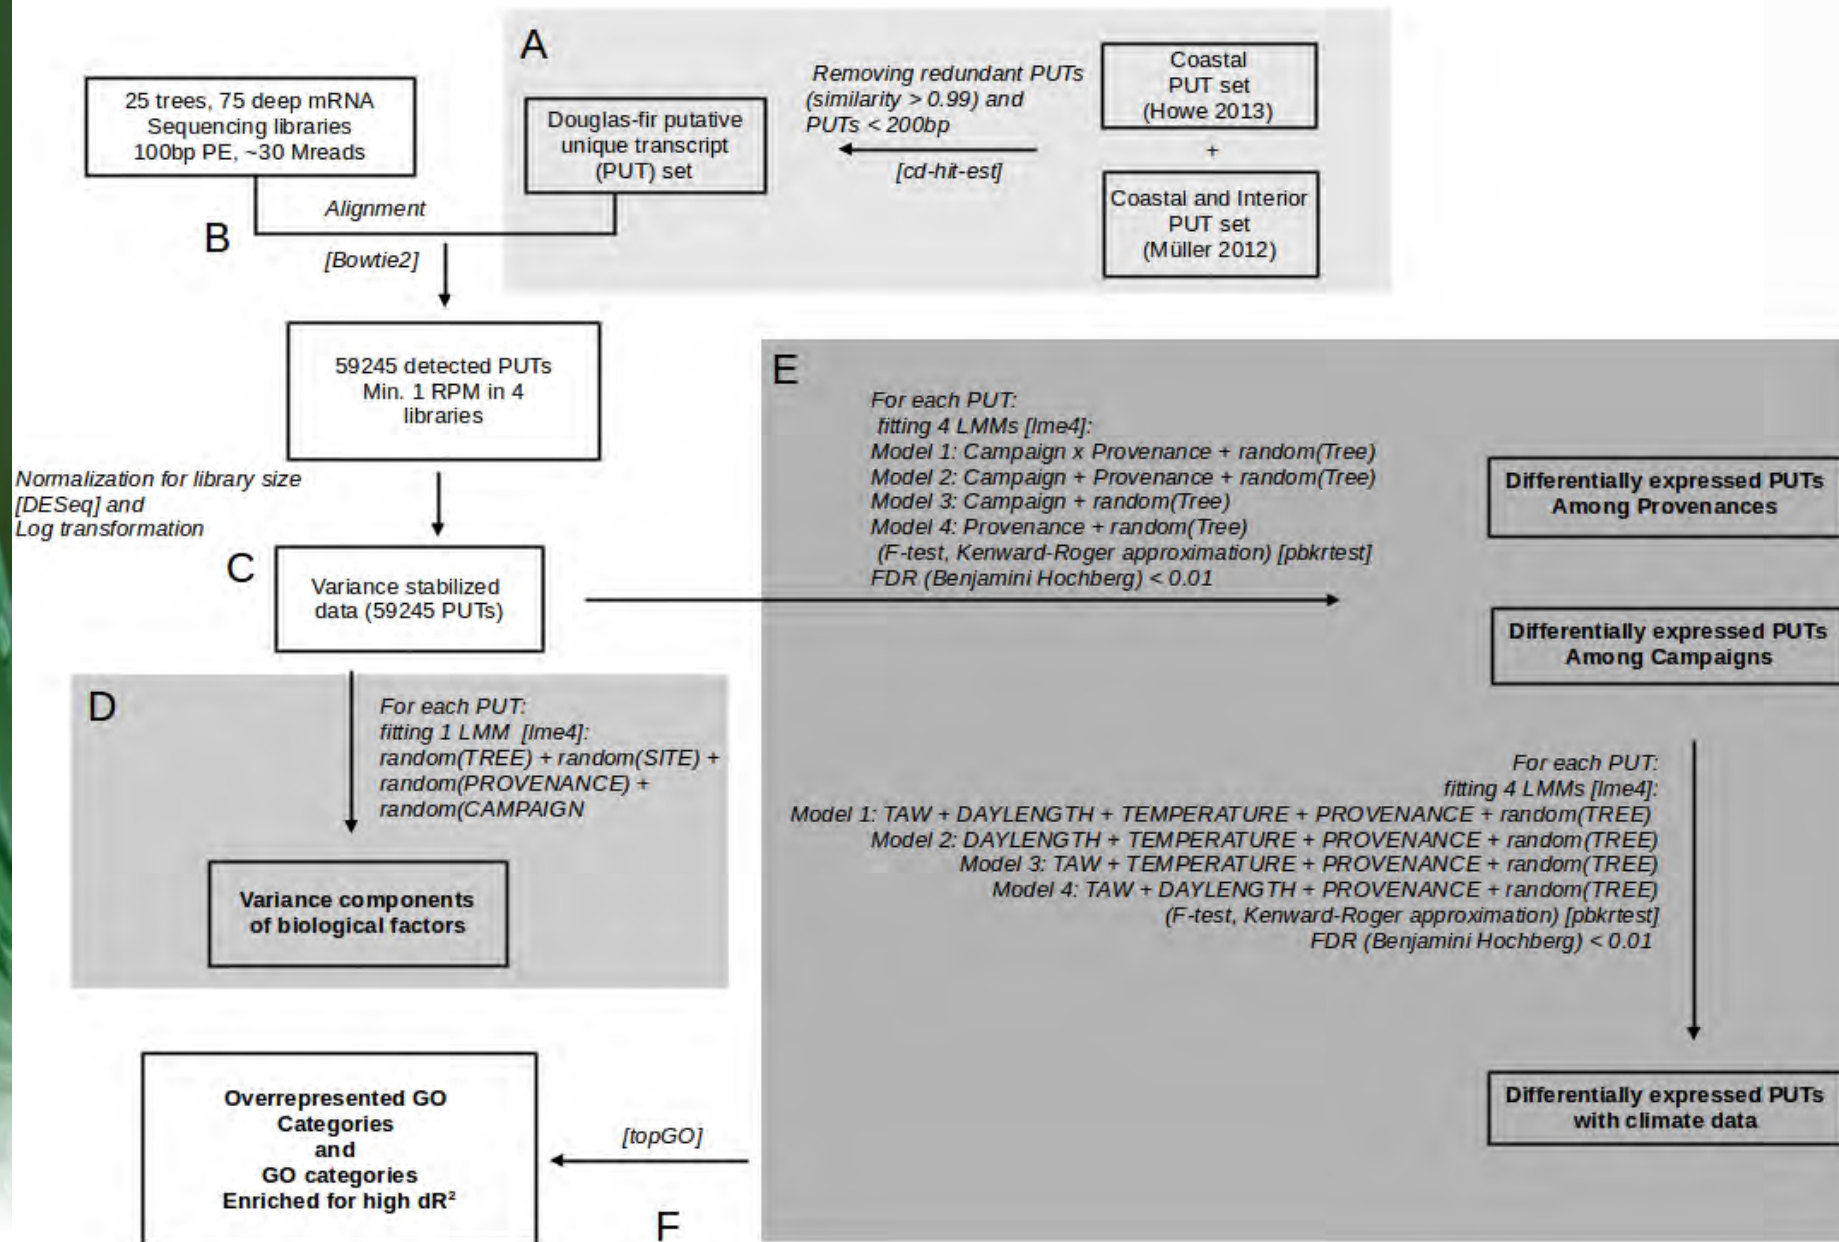 A
25 trees, 75 deep mRNA
Sequencing libraries
100bp PE, ~30 Mreads
Douglas-fir putative
unique transcript
(PUT) set
Removing redundant PUTs
(similarity > 0.99) and
PUTs < 200bp
[cd-hit-est]
Coastal
PUT set
(Howe 2013)
+
Coastal and Interior
PUT set
(Müller 2012)
B
Alignment
[Bowtie2]
59245 detected PUTs
Min. 1 RPM in 4
libraries
Normalization for library size
[DESeq] and
Log transformation
C
Variance stabilized
data (59245 PUTs)
D
For each PUT:
fitting 1 LMM [lme4]:
random(TREE) + random(SITE) +
random(PROVENANCE) +
random(CAMPAIGN
Variance components
of biological factors
E
For each PUT:
fitting 4 LMMs [lme4]:
Model 1: Campaign x Provenance + random(Tree)
Model 2: Campaign + Provenance + random(Tree)
Model 3: Campaign + random(Tree)
Model 4: Provenance + random(Tree)
(F-test, Kenward-Roger approximation) [pbkrtest]
FDR (Benjamini Hochberg) < 0.01
Differentially expressed PUTs
Among Provenances
Differentially expressed PUTs
Among Campaigns
For each PUT:
fitting 4 LMMs [lme4]:
Model 1: TAW + DAYLENGTH + TEMPERATURE + PROVENANCE + random(TREE)
Model 2: DAYLENGTH + TEMPERATURE + PROVENANCE + random(TREE)
Model 3: TAW + TEMPERATURE + PROVENANCE + random(TREE)
Model 4: TAW + DAYLENGTH + PROVENANCE + random(TREE)
(F-test, Kenward-Roger approximation) [pbkrtest]
FDR (Benjamini Hochberg) < 0.01
Differentially expressed PUTs
with climate data
[topGO]
F
Overrepresented GO
Categories
and
GO categories
Enriched for high dR²